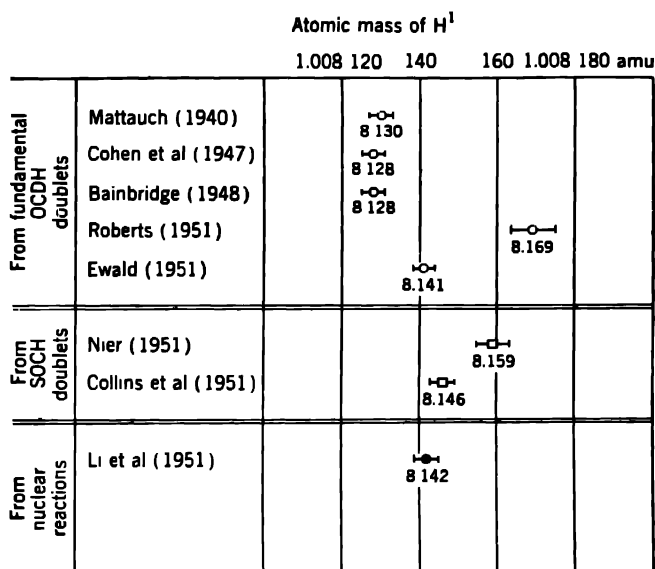 Atomic mass of H¹
1.008 120 140 160 1.008 180 amu
From fundamental
OCDH
doublets
Mattauch (1940)
8 130
Cohen et al (1947)
8 128
Bainbridge (1948)
8 128
Roberts (1951)
8.169
Ewald (1951)
8.141
From
SOCH
doublets
Nier (1951)
8.159
Collins et al (1951)
8.146
From
nuclear
reactions
Li et al (1951)
8 142